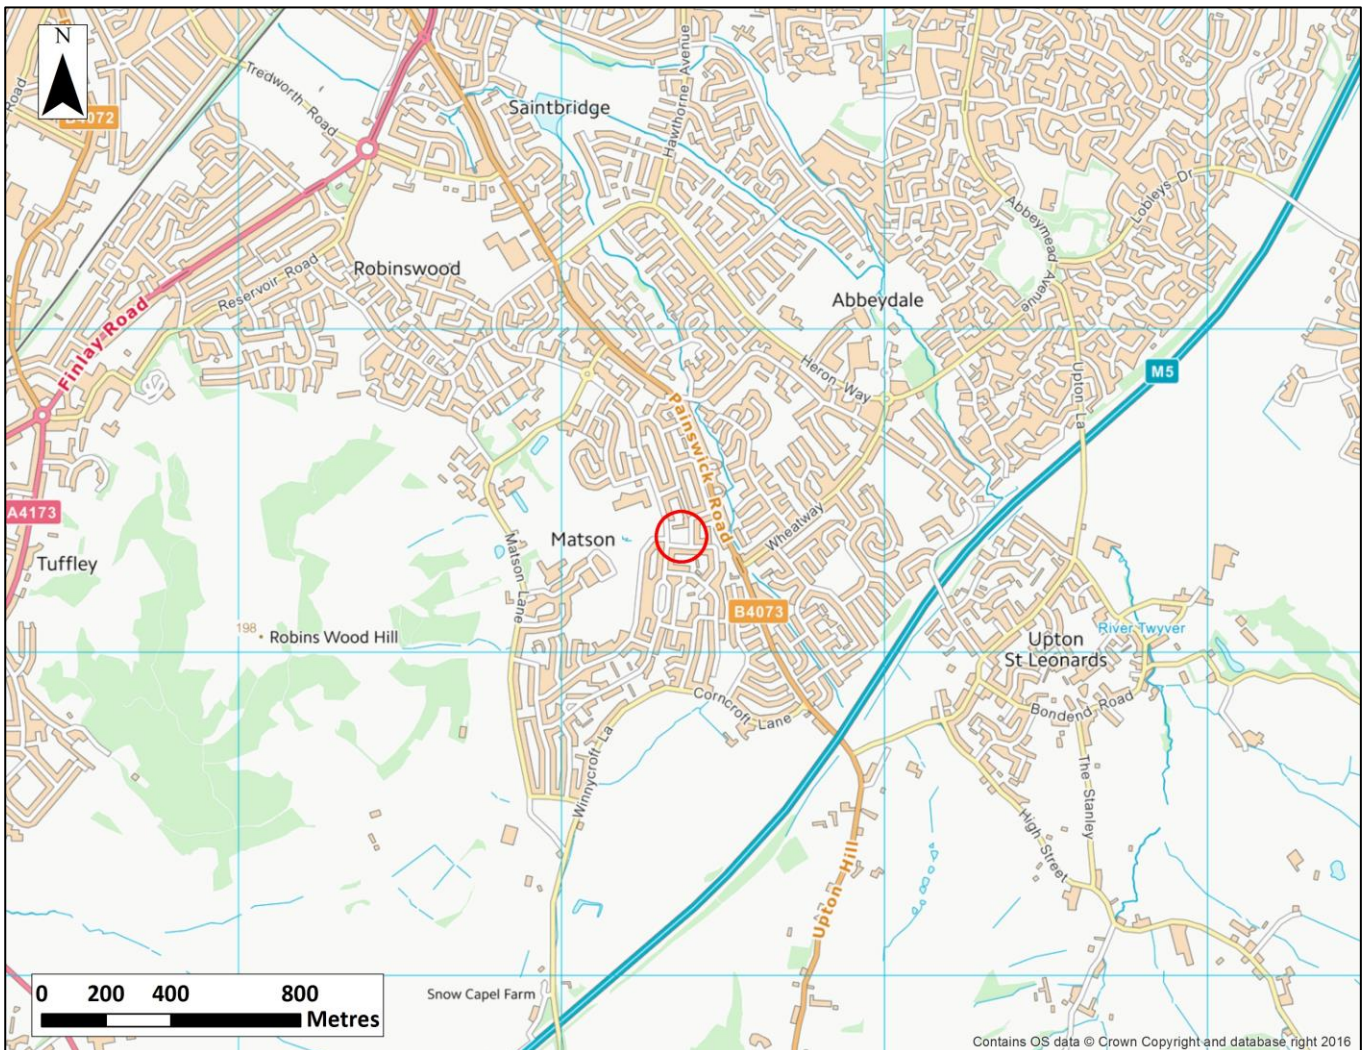 N
Road
B4072
Tredworth Road
Saintbridge
Hawthorne Avenue
Lobleys Dr
Abbeymead Avenue
Robinswood
Reservoir Road
Finlay Road
Abbeydale
Heron Way
Upton La
M5
Painswick Road
A4173
Tuffley
Matson
Matson Lane
Wheatway
B4073
198
Robins Wood Hill
River Twyver
Upton
St Leonards
Bondend Road
Corncroft Lane
Winnycroft La
The Stanley
High Street
Upton Hill
Snow Capel Farm
0 200 400 800
Metres
Contains OS data © Crown Copyright and database right 2016